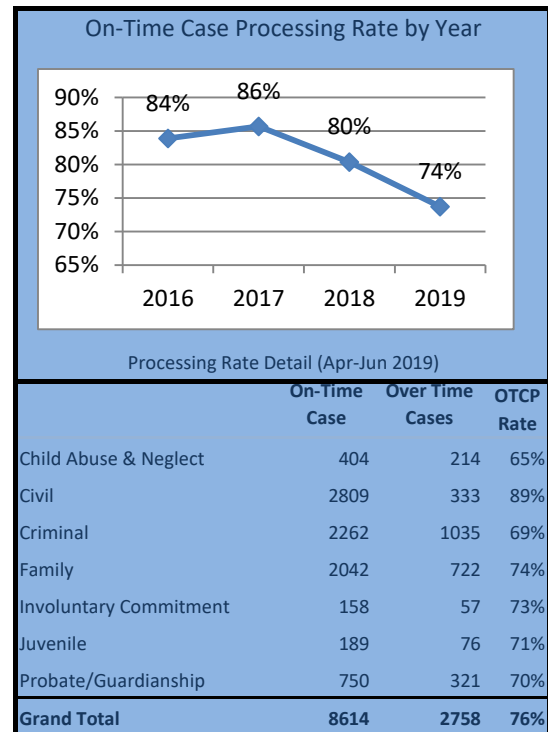 On-Time Case Processing Rate by Year
90%
85%
80%
75%
70%
65%
84%
86%
80%
74%
2016 2017 2018 2019
Processing Rate Detail (Apr-Jun 2019)
On-Time Case Over Time Cases OTCP Rate
Child Abuse & Neglect 404 214 65%
Civil 2809 333 89%
Criminal 2262 1035 69%
Family 2042 722 74%
Involuntary Commitment 158 57 73%
Juvenile 189 76 71%
Probate/Guardianship 750 321 70%
Grand Total 8614 2758 76%